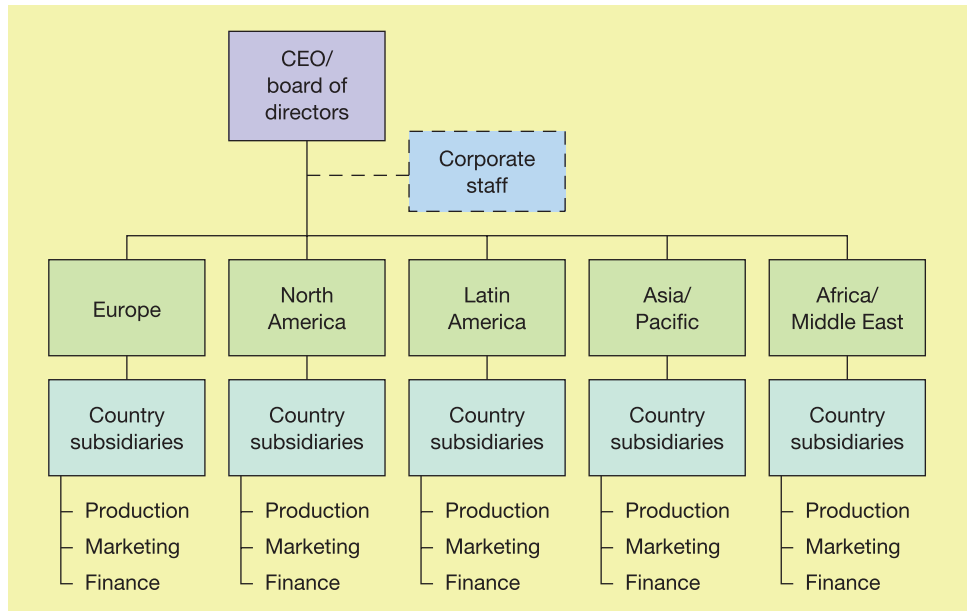 CEO/
board of
directors
Corporate
staff
Europe
North
America
Latin
America
Asia/
Pacific
Africa/
Middle East
Country
subsidiaries
Country
subsidiaries
Country
subsidiaries
Country
subsidiaries
Country
subsidiaries
Production
Marketing
Finance
Production
Marketing
Finance
Production
Marketing
Finance
Production
Marketing
Finance
Production
Marketing
Finance